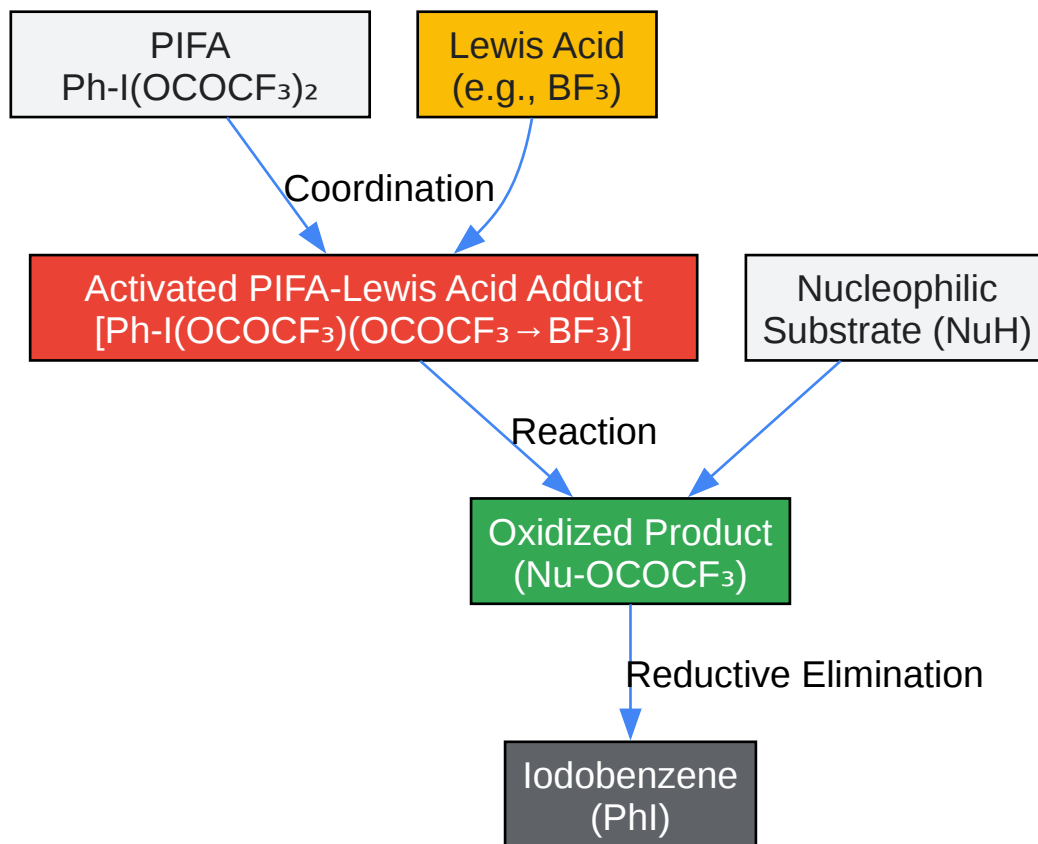 PIFA
Ph-I(OCOCF₃)₂
Lewis Acid
(e.g., BF₃)
Coordination
Activated PIFA-Lewis Acid Adduct
[Ph-I(OCOCF₃)(OCOCF₃→BF₃)]
Nucleophilic
Substrate (NuH)
Reaction
Oxidized Product
(Nu-OCOCF₃)
Reductive Elimination
Iodobenzene
(PhI)